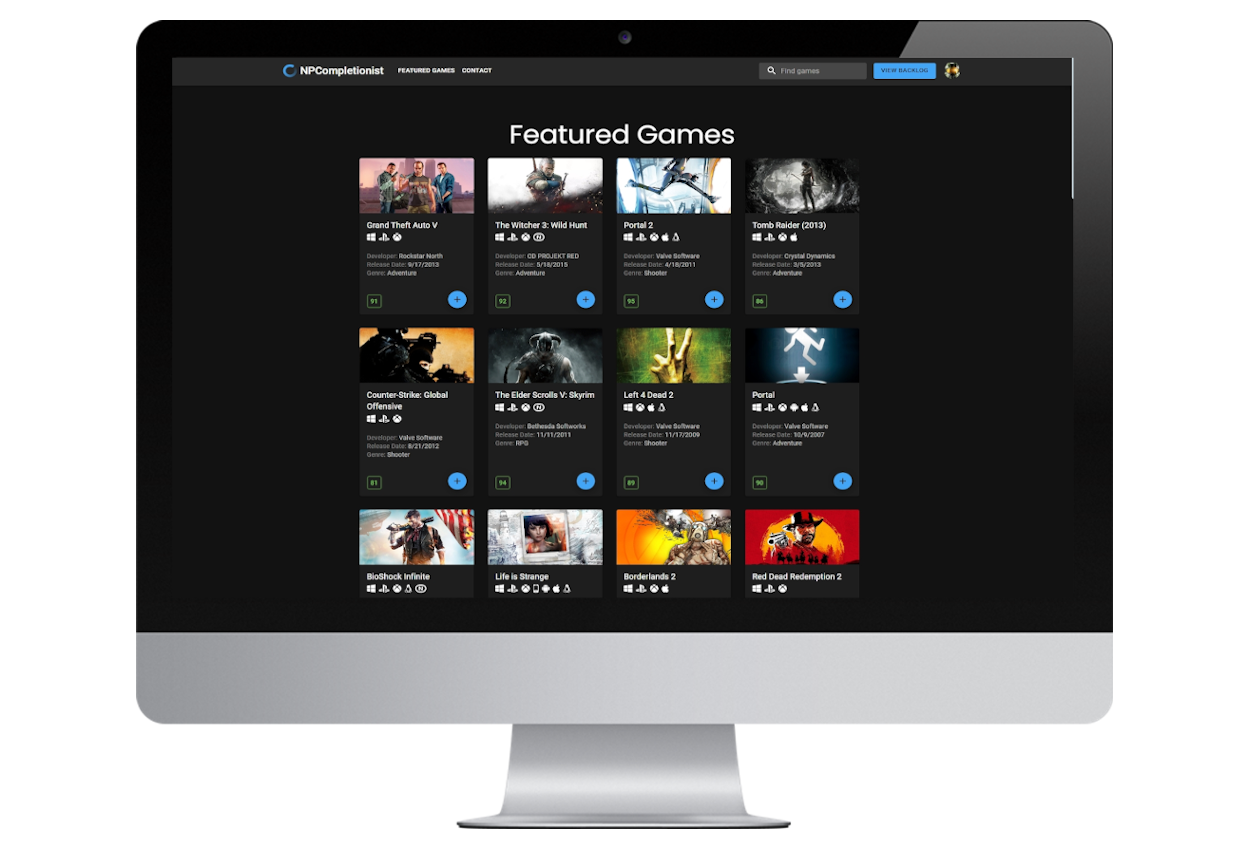 NPCompletionist FEATURED GAMES CONTACT Find games VIEW BACKLOG
Featured Games
Grand Theft Auto V
Developer: Rockstar North
Release Date: 9/17/2013
Genre: Adventure
91
The Witcher 3: Wild Hunt
Developer: CD PROJEKT RED
Release Date: 5/18/2015
Genre: Adventure
92
Portal 2
Developer: Valve Software
Release Date: 4/18/2011
Genre: Shooter
95
Tomb Raider (2013)
Developer: Crystal Dynamics
Release Date: 3/5/2013
Genre: Adventure
86
Counter-Strike: Global
Offensive
Developer: Valve Software
Release Date: 8/21/2012
Genre: Shooter
81
The Elder Scrolls V: Skyrim
Developer: Bethesda Softworks
Release Date: 11/11/2011
Genre: RPG
94
Left 4 Dead 2
Developer: Valve Software
Release Date: 11/17/2009
Genre: Shooter
89
Portal
Developer: Valve Software
Release Date: 10/9/2007
Genre: Adventure
90
BioShock Infinite
Life is Strange
Borderlands 2
Red Dead Redemption 2